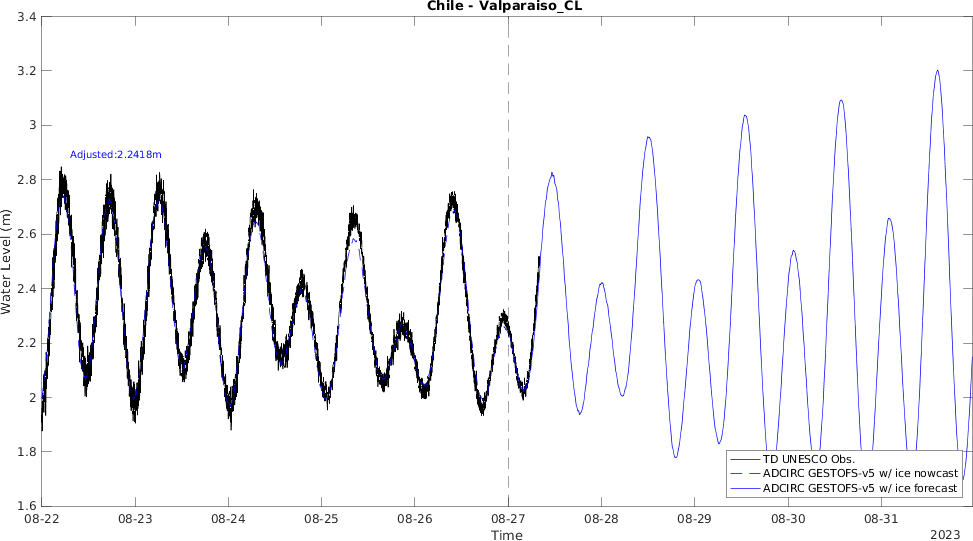 Chile - Valparaiso_CL
3.4
3.2
3
2.8
2.6
2.4
2.2
2
1.8
1.6
Water Level (m)
Adjusted:2.2418m
TD UNESCO Obs.
ADCIRC GESTOFS-v5 w/ ice nowcast
ADCIRC GESTOFS-v5 w/ ice forecast
08-22 08-23 08-24 08-25 08-26 08-27 08-28 08-29 08-30 08-31
Time
2023